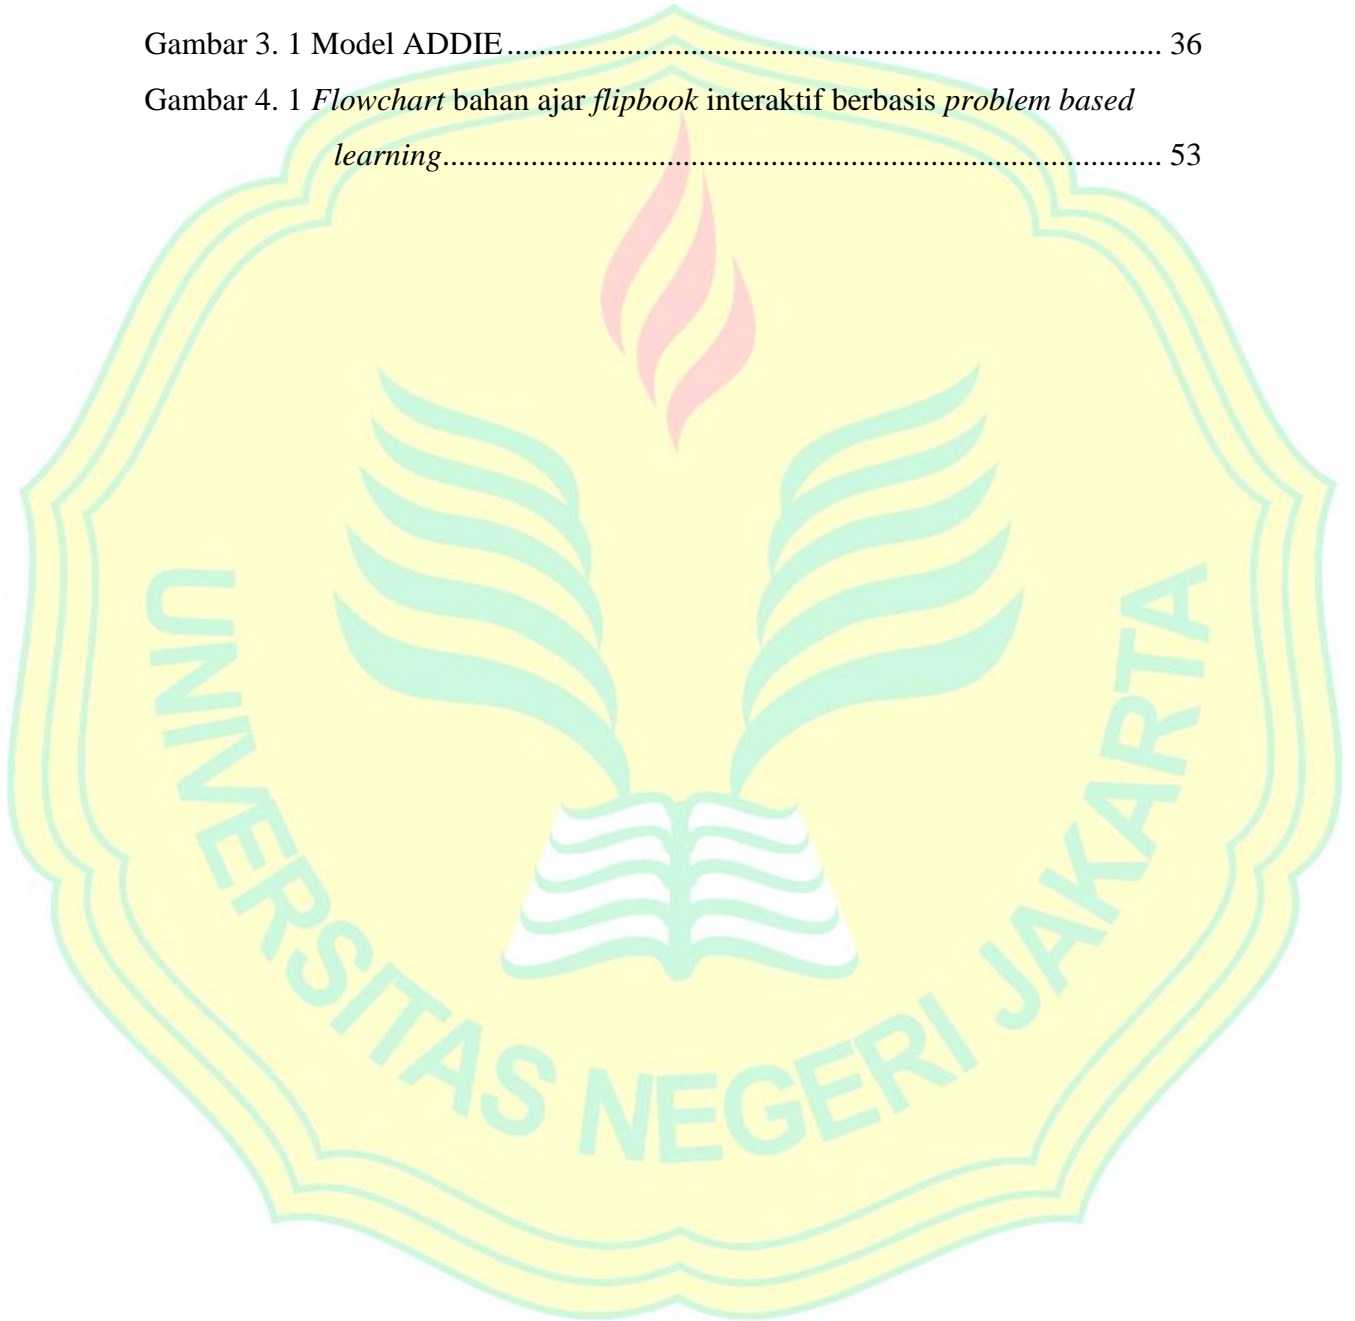 Gambar 3. 1 Model ADDIE.................................................................................. 36
Gambar 4. 1 Flowchart bahan ajar flipbook interaktif berbasis problem based
learning.......................................................................................... 53
UNIVERSITAS NEGERI JAKARTA